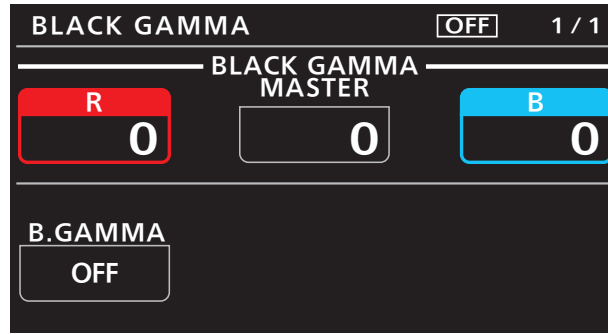 BLACK GAMMA OFF 1 / 1
BLACK GAMMA
R MASTER B
0 0 0
B.GAMMA
OFF